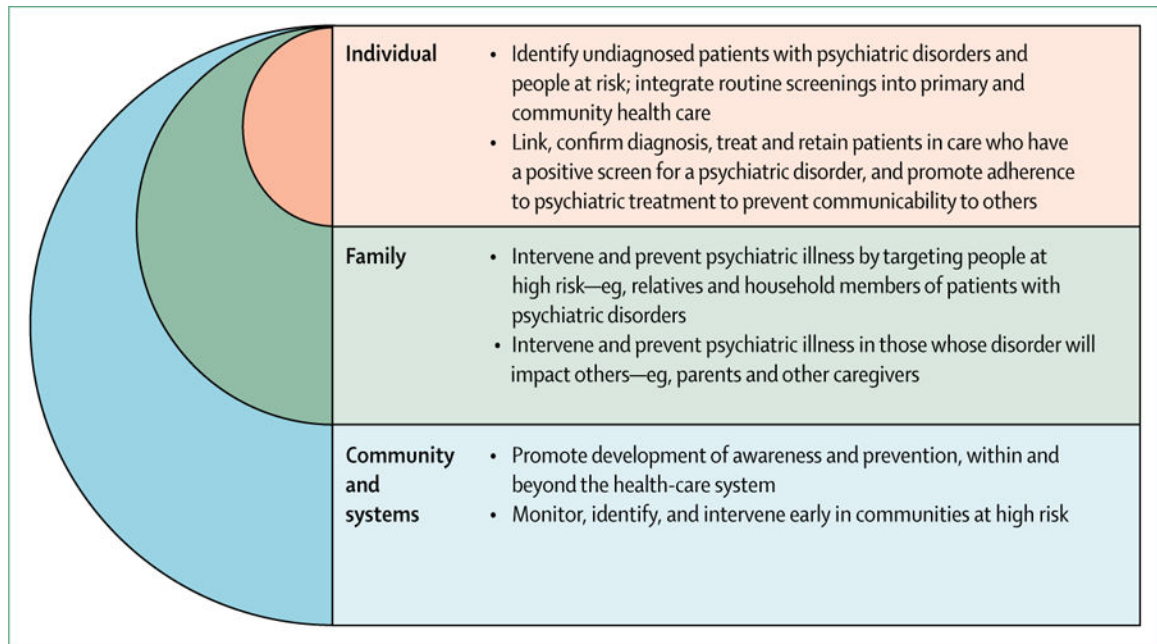 Individual
• Identify undiagnosed patients with psychiatric disorders and
people at risk; integrate routine screenings into primary and
community health care
• Link, confirm diagnosis, treat and retain patients in care who have
a positive screen for a psychiatric disorder, and promote adherence
to psychiatric treatment to prevent communicability to others
Family
• Intervene and prevent psychiatric illness by targeting people at
high risk—eg, relatives and household members of patients with
psychiatric disorders
• Intervene and prevent psychiatric illness in those whose disorder will
impact others—eg, parents and other caregivers
Community
and
systems
• Promote development of awareness and prevention, within and
beyond the health-care system
• Monitor, identify, and intervene early in communities at high risk